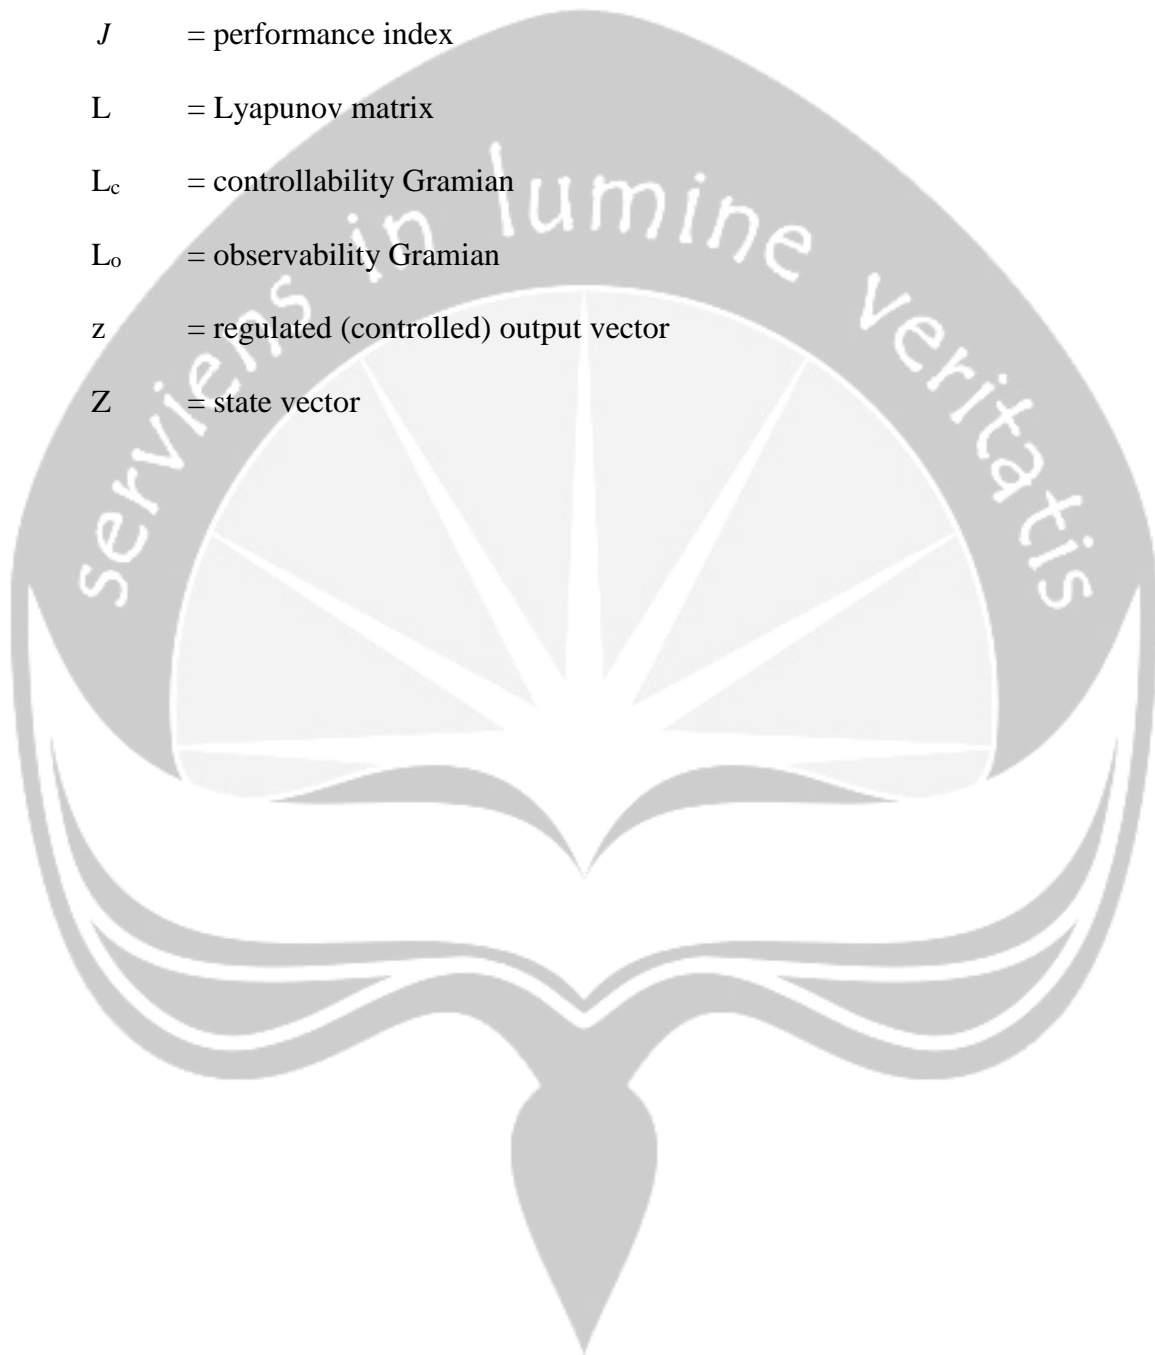 J = performance index
L = Lyapunov matrix
Lc = controllability Gramian
Lo = observability Gramian
z = regulated (controlled) output vector
Z = state vector
serviens in lumine veritatis